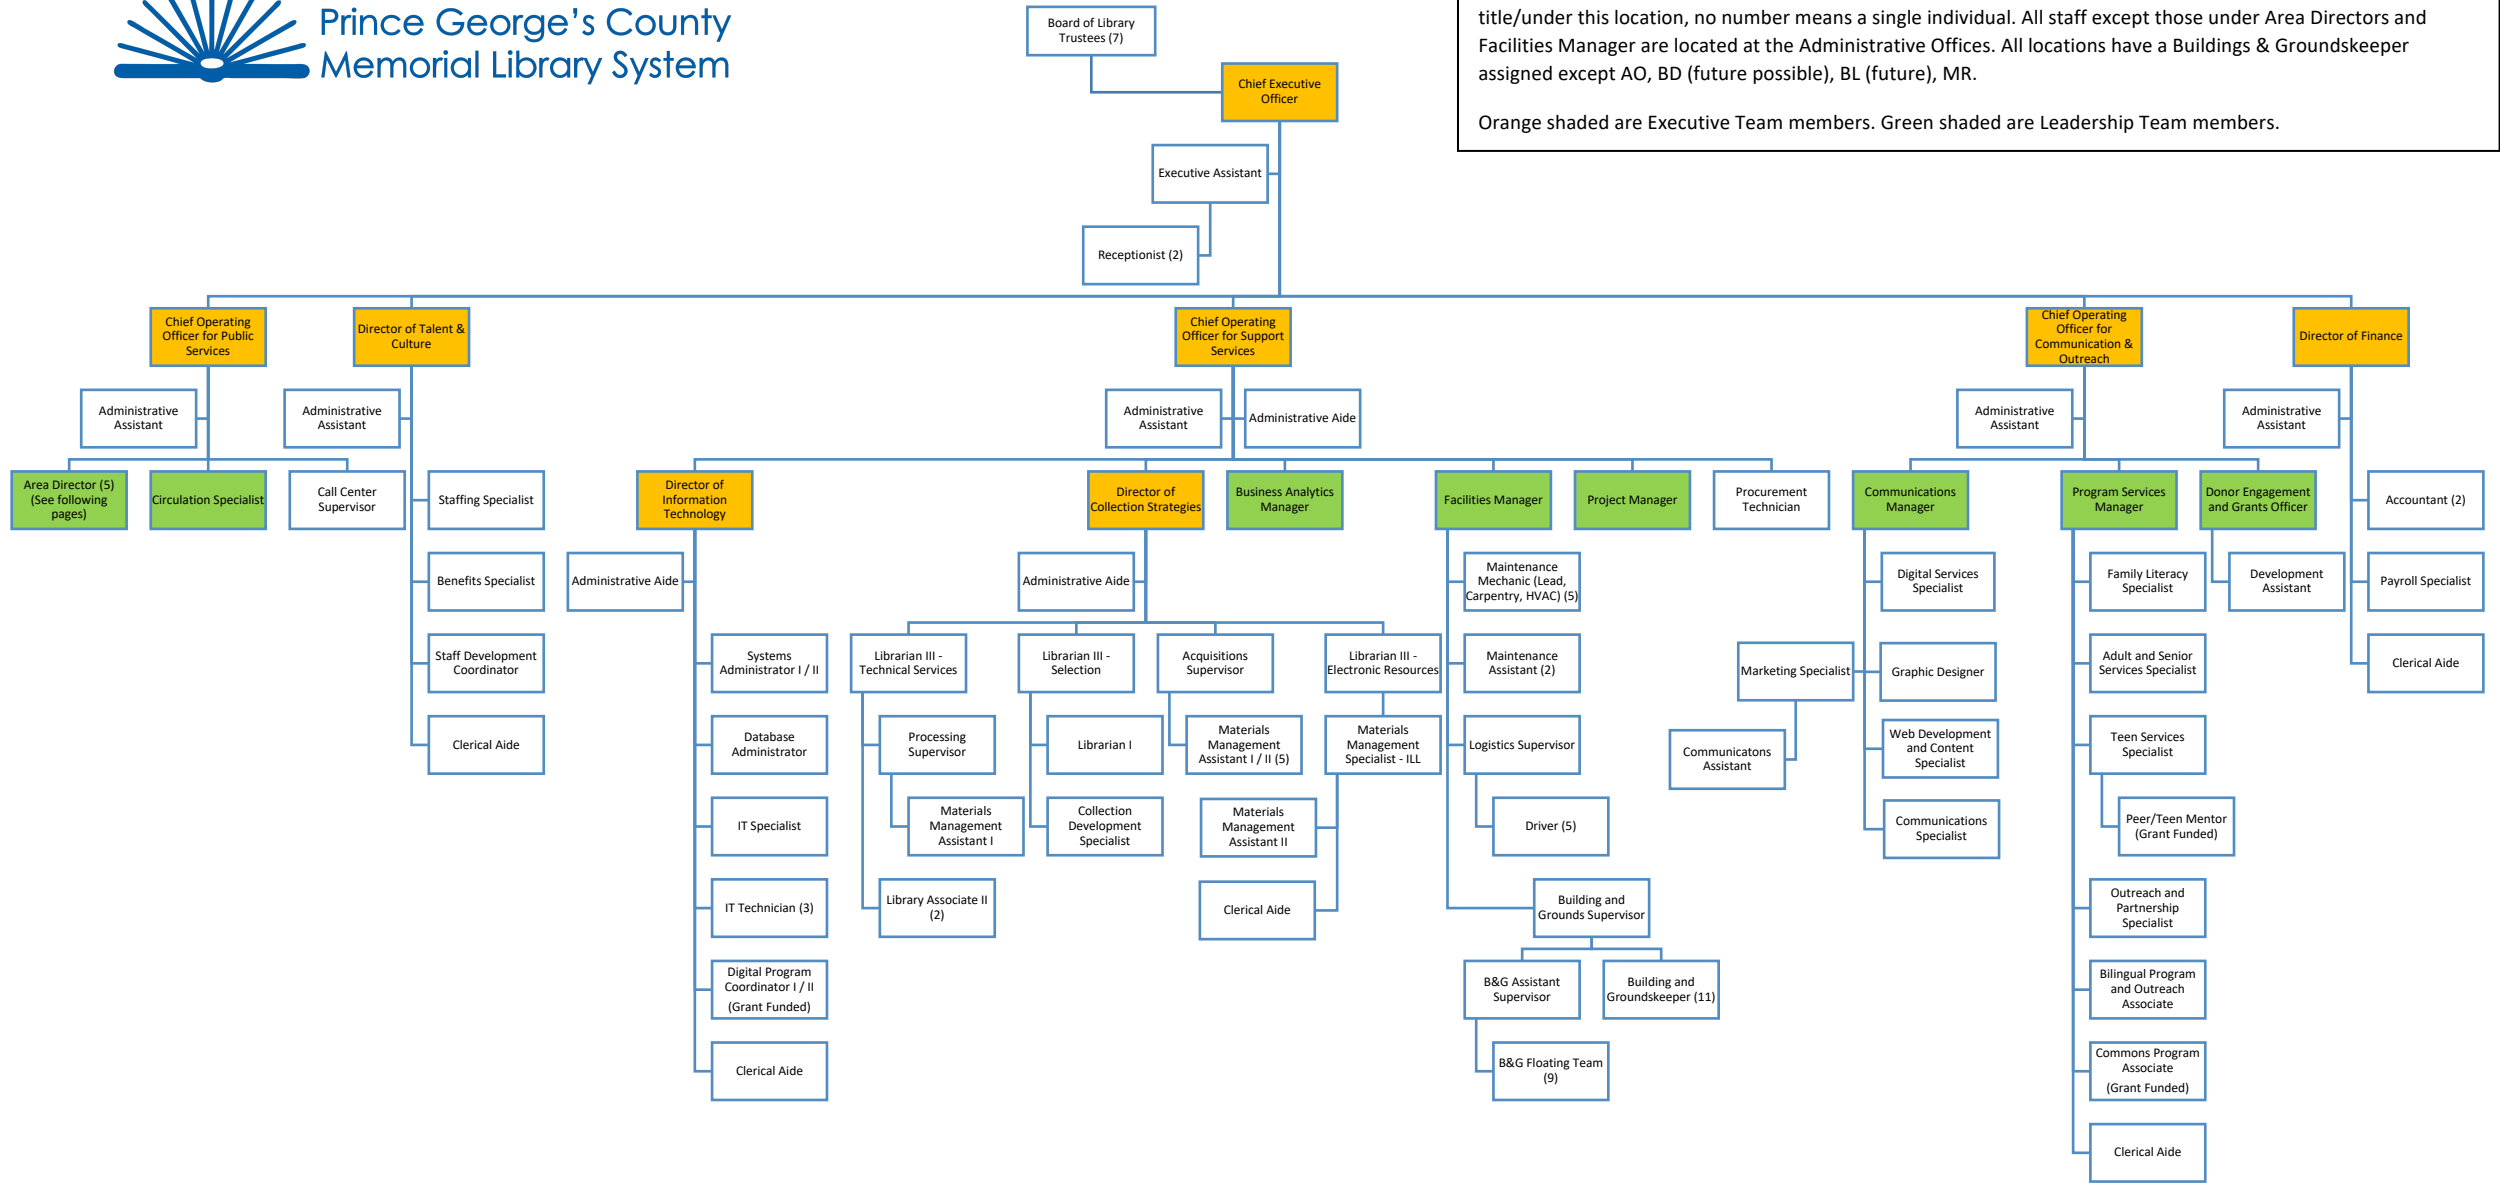 Prince George's County
Memorial Library System
title/under this location, no number means a single individual. All staff except those under Area Directors and
Facilities Manager are located at the Administrative Offices. All locations have a Buildings & Groundskeeper
assigned except AO, BD (future possible), BL (future), MR.
Orange shaded are Executive Team members. Green shaded are Leadership Team members.
Board of Library
Trustees (7)
Chief Executive
Officer
Executive Assistant
Receptionist (2)
Chief Operating
Officer for Public
Services
Director of Talent &
Culture
Chief Operating
Officer for Support
Services
Chief Operating
Officer for
Communication &
Outreach
Director of Finance
Administrative
Assistant
Administrative
Assistant
Administrative
Assistant
Administrative Aide
Administrative
Assistant
Administrative
Assistant
Area Director (5)
(See following
pages)
Circulation Specialist
Call Center
Supervisor
Staffing Specialist
Director of
Information
Technology
Director of
Collection Strategies
Business Analytics
Manager
Facilities Manager
Project Manager
Procurement
Technician
Communications
Manager
Program Services
Manager
Donor Engagement
and Grants Officer
Accountant (2)
Benefits Specialist
Administrative Aide
Administrative Aide
Maintenance
Mechanic (Lead,
Carpentry, HVAC) (5)
Digital Services
Specialist
Family Literacy
Specialist
Development
Assistant
Payroll Specialist
Staff Development
Coordinator
Systems
Administrator I / II
Librarian III -
Technical Services
Librarian III -
Selection
Acquisitions
Supervisor
Librarian III -
Electronic Resources
Maintenance
Assistant (2)
Marketing Specialist
Graphic Designer
Adult and Senior
Services Specialist
Clerical Aide
Clerical Aide
Database
Administrator
Processing
Supervisor
Librarian I
Materials
Management
Assistant I / II (5)
Materials
Management
Specialist - ILL
Logistics Supervisor
Communicatons
Assistant
Web Development
and Content
Specialist
Teen Services
Specialist
IT Specialist
Materials
Management
Assistant I
Collection
Development
Specialist
Materials
Management
Assistant II
Driver (5)
Communications
Specialist
Peer/Teen Mentor
(Grant Funded)
IT Technician (3)
Library Associate II
(2)
Clerical Aide
Building and
Grounds Supervisor
Outreach and
Partnership
Specialist
Digital Program
Coordinator I / II
(Grant Funded)
B&G Assistant
Supervisor
Building and
Groundskeeper (11)
Bilingual Program
and Outreach
Associate
Clerical Aide
B&G Floating Team
(9)
Commons Program
Associate
(Grant Funded)
Clerical Aide